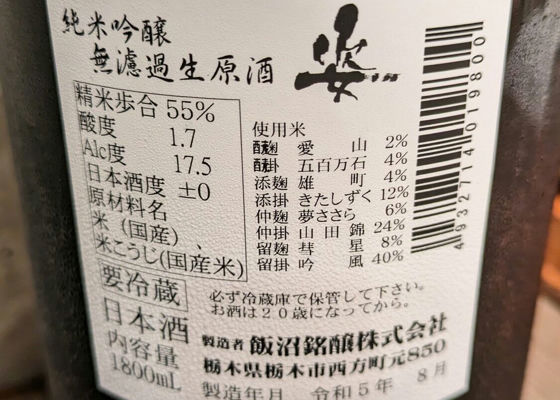 純米吟醸
無濾過生原酒
姿
精米歩合 55%
酸度 1.7
Alc度 17.5
日本酒度 ±0
原材料名
米（国産）、
米こうじ(国産米)
要冷蔵
日本酒
内容量
1800mL
使用米
酛麹 愛山 2%
酛掛 五百万石 4%
添麹 雄町 4%
添掛 きたしずく 12%
仲麹 夢ささら 6%
仲掛 山田錦 24%
留麹 彗星 8%
留掛 吟風 40%
必ず冷蔵庫で保管して下さい。
お酒は２０歳になってから。
製造者 飯沼銘醸株式会社
栃木県栃木市西方町元850
製造年月 令和５年 ８月
4932714019800